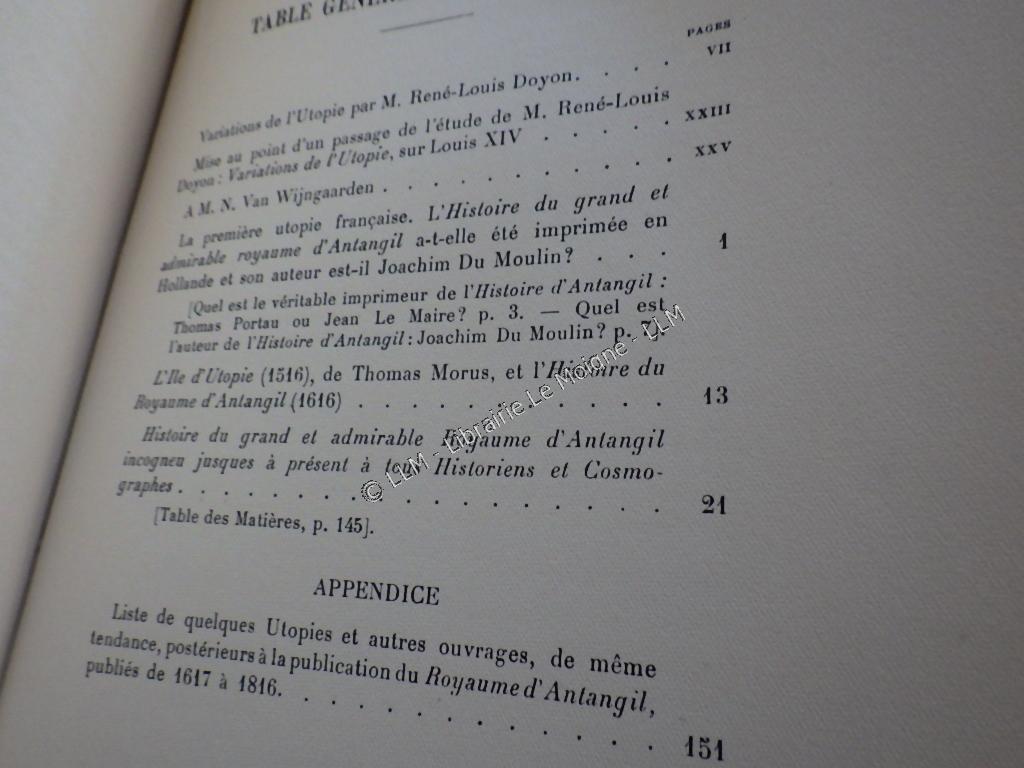 TABLE GÉNÉR
PAGES
Variations de l'Utopie par M. René-Louis Doyon. . . . VII
Mise au point d'un passage de l'étude de M. René-Louis
Doyon : Variations de l'Utopie, sur Louis XIV . . . . . XXIII
A M. N. Van Wijngaarden . . . . . . . . . . XXV
La première utopie française. L'Histoire du grand et
admirable royaume d'Antangil a-t-elle été imprimée en
Hollande et son auteur est-il Joachim Du Moulin ? . . . 1
[Quel est le véritable imprimeur de l'Histoire d'Antangil :
Thomas Portau ou Jean Le Maire ? p. 3. — Quel est
l'auteur de l'Histoire d'Antangil : Joachim Du Moulin ? p. 7].
L'Ile d'Utopie (1516), de Thomas Morus, et l'Histoire du
Royaume d'Antangil (1616) . . . . . . . . . . . 13
Histoire du grand et admirable Royaume d'Antangil
incogneu jusques à présent à tous Historiens et Cosmo-
graphes . . . . . . . . . . . . . . . . 21
[Table des Matières, p. 145].
APPENDICE
Liste de quelques Utopies et autres ouvrages, de même
tendance, postérieurs à la publication du Royaume d'Antangil,
publiés de 1617 à 1816. . . . . . . . . . . . . 151
© LLM - Librairie Le Moigne - LLM